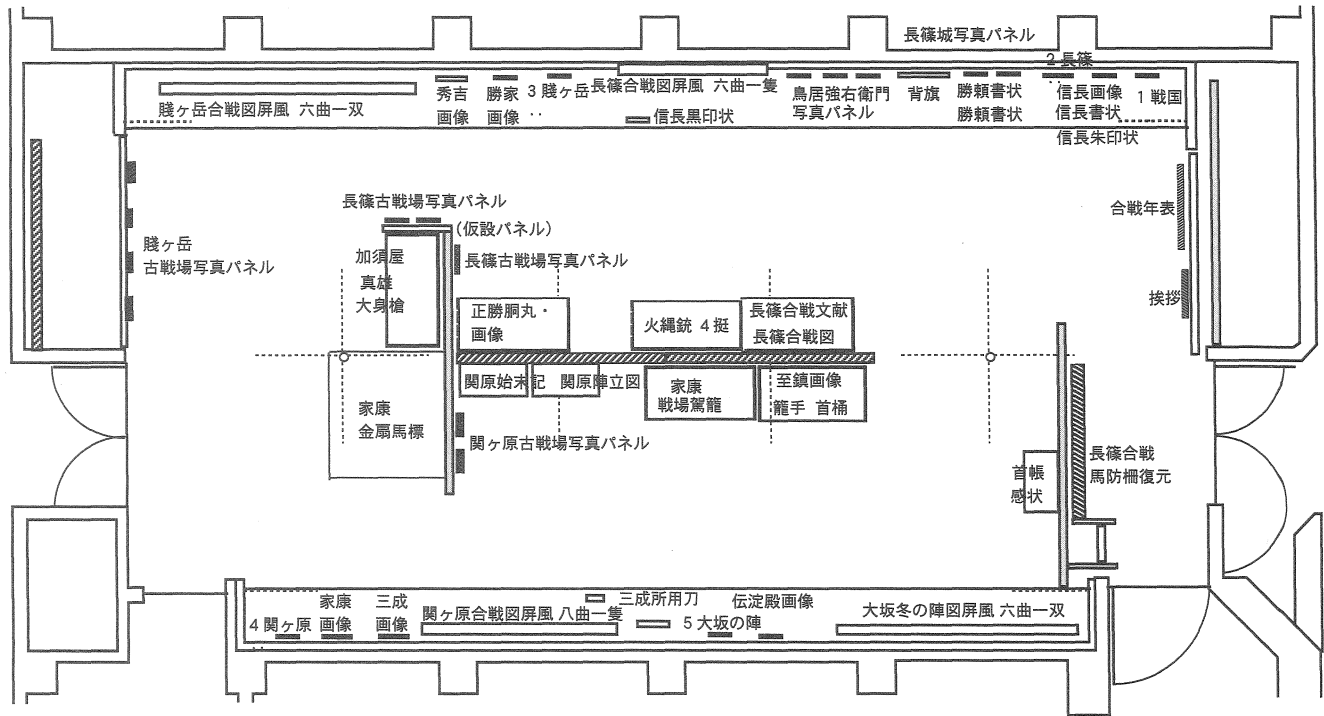 長篠城写真パネル
2 長篠
賤ヶ岳合戦図屏風 六曲一双
秀吉
画像
勝家
画像
3 賤ヶ岳
長篠合戦図屏風 六曲一隻
信長黒印状
鳥居強右衛門
写真パネル
背旗
勝頼書状
勝頼書状
信長画像
信長書状
信長朱印状
1 戦国
合戦年表
挨拶
賤ヶ岳
古戦場写真パネル
長篠古戦場写真パネル
(仮設パネル)
加須屋
真雄
大身槍
長篠古戦場写真パネル
正勝胴丸・
画像
火縄銃 4 挺
長篠合戦文献
長篠合戦図
関原始末記
関原陣立図
家康
戦場駕籠
至鎮画像
籠手 首桶
家康
金扇馬標
関ヶ原古戦場写真パネル
首帳
感状
長篠合戦
馬防柵復元
4 関ヶ原
家康
画像
三成
画像
関ヶ原合戦図屏風 八曲一隻
三成所用刀
5 大坂の陣
伝淀殿画像
大坂冬の陣図屏風 六曲一双